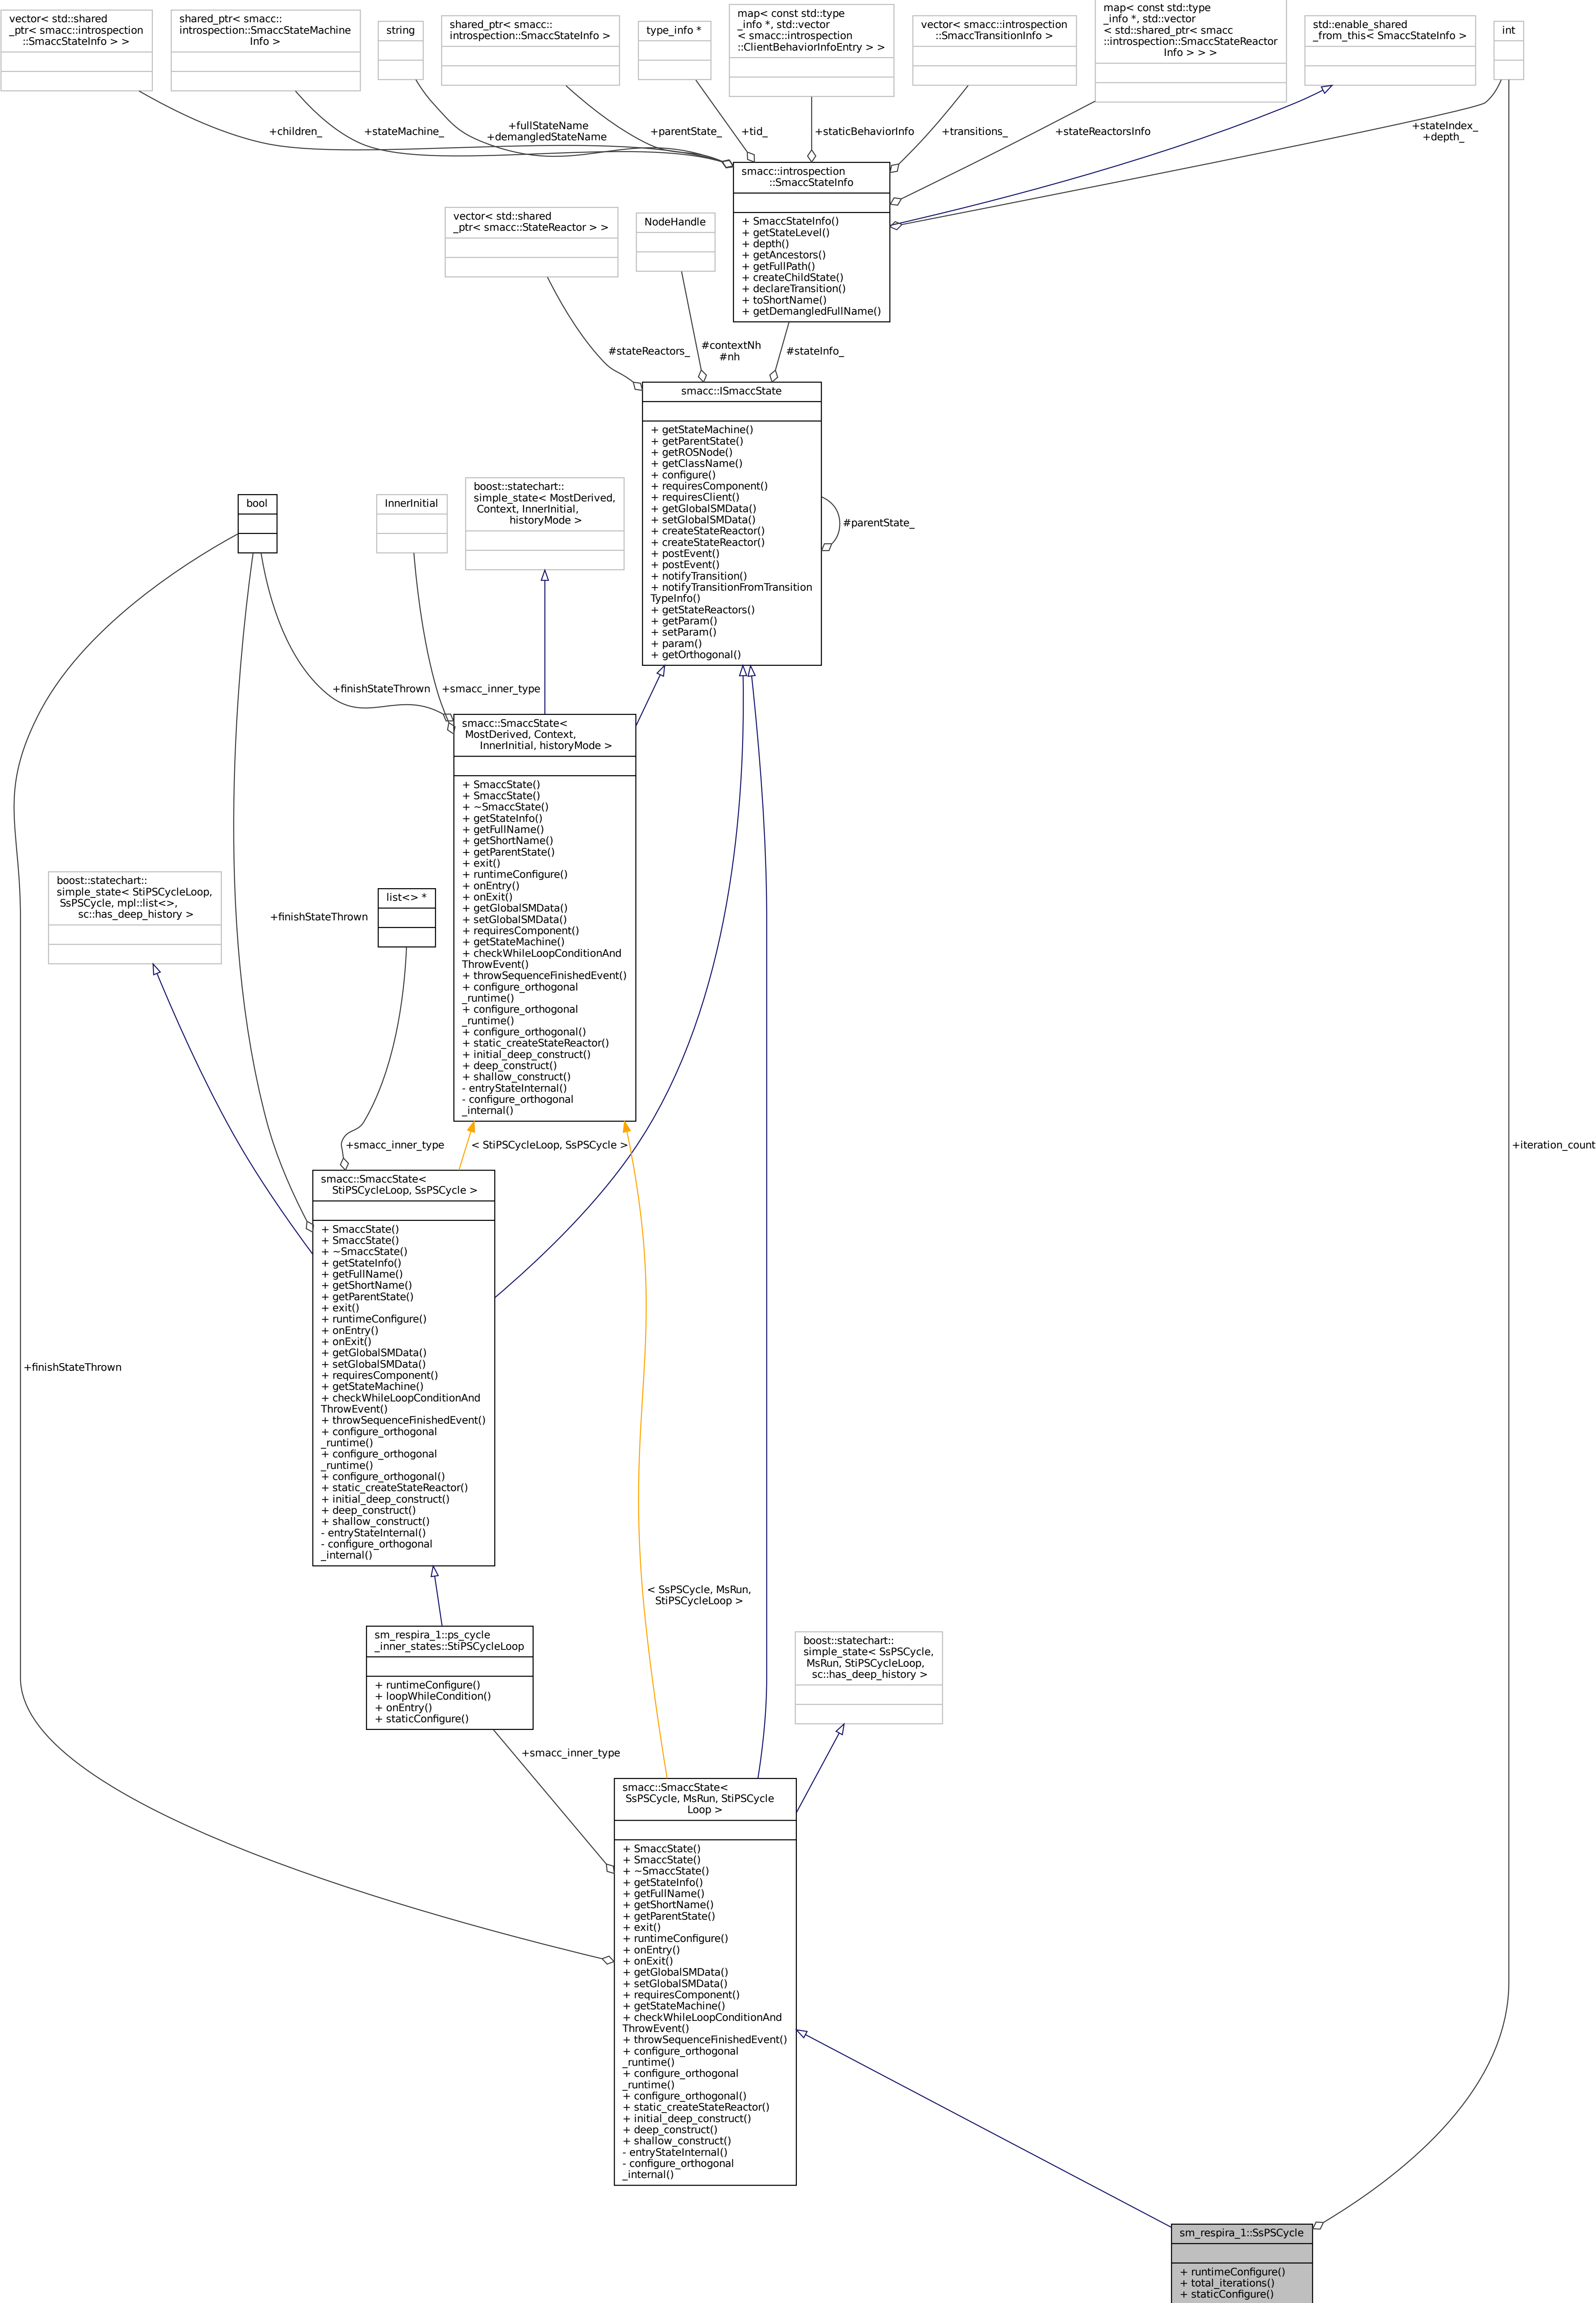 vector< std::shared
_ptr< smacc::introspection
::SmaccStateInfo > >
shared_ptr< smacc::
introspection::SmaccStateMachine
Info >
string
shared_ptr< smacc::
introspection::SmaccStateInfo >
type_info *
map< const std::type
_info *, std::vector
< smacc::introspection
::ClientBehaviorInfoEntry > >
vector< smacc::introspection
::SmaccTransitionInfo >
map< const std::type
_info *, std::vector
< std::shared_ptr< smacc
::introspection::SmaccStateReactor
Info > > >
std::enable_shared
_from_this< SmaccStateInfo >
int
+children_
+stateMachine_
+fullStateName
+demangledStateName
+parentState_
+tid_
+staticBehaviorInfo
+transitions_
+stateReactorsInfo
+stateIndex_
+depth_
smacc::introspection
::SmaccStateInfo
+ SmaccStateInfo()
+ getStateLevel()
+ depth()
+ getAncestors()
+ getFullPath()
+ createChildState()
+ declareTransition()
+ toShortName()
+ getDemangledFullName()
vector< std::shared
_ptr< smacc::StateReactor > >
NodeHandle
#stateReactors_
#contextNh
#nh
#stateInfo_
smacc::ISmaccState
+ getStateMachine()
+ getParentState()
+ getROSNode()
+ getClassName()
+ configure()
+ requiresComponent()
+ requiresClient()
+ getGlobalSMData()
+ setGlobalSMData()
+ createStateReactor()
+ createStateReactor()
+ postEvent()
+ postEvent()
+ notifyTransition()
+ notifyTransitionFromTransition
TypeInfo()
+ getStateReactors()
+ getParam()
+ setParam()
+ param()
+ getOrthogonal()
#parentState_
bool
InnerInitial
boost::statechart::
simple_state< MostDerived,
Context, InnerInitial,
historyMode >
+finishStateThrown
+smacc_inner_type
smacc::SmaccState<
MostDerived, Context,
InnerInitial, historyMode >
+ SmaccState()
+ SmaccState()
+ ~SmaccState()
+ getStateInfo()
+ getFullName()
+ getShortName()
+ getParentState()
+ exit()
+ runtimeConfigure()
+ onEntry()
+ onExit()
+ getGlobalSMData()
+ setGlobalSMData()
+ requiresComponent()
+ getStateMachine()
+ checkWhileLoopConditionAnd
ThrowEvent()
+ throwSequenceFinishedEvent()
+ configure_orthogonal
_runtime()
+ configure_orthogonal
_runtime()
+ configure_orthogonal()
+ static_createStateReactor()
+ initial_deep_construct()
+ deep_construct()
+ shallow_construct()
- entryStateInternal()
- configure_orthogonal
_internal()
boost::statechart::
simple_state< StiPSCycleLoop,
SsPSCycle, mpl::list<>,
sc::has_deep_history >
+finishStateThrown
list<> *
+smacc_inner_type
< StiPSCycleLoop, SsPSCycle >
+iteration_count
smacc::SmaccState<
StiPSCycleLoop, SsPSCycle >
+ SmaccState()
+ SmaccState()
+ ~SmaccState()
+ getStateInfo()
+ getFullName()
+ getShortName()
+ getParentState()
+ exit()
+ runtimeConfigure()
+ onEntry()
+ onExit()
+ getGlobalSMData()
+ setGlobalSMData()
+ requiresComponent()
+ getStateMachine()
+ checkWhileLoopConditionAnd
ThrowEvent()
+ throwSequenceFinishedEvent()
+ configure_orthogonal
_runtime()
+ configure_orthogonal
_runtime()
+ configure_orthogonal()
+ static_createStateReactor()
+ initial_deep_construct()
+ deep_construct()
+ shallow_construct()
- entryStateInternal()
- configure_orthogonal
_internal()
+finishStateThrown
< SsPSCycle, MsRun,
StiPSCycleLoop >
sm_respira_1::ps_cycle
_inner_states::StiPSCycleLoop
+ runtimeConfigure()
+ loopWhileCondition()
+ onEntry()
+ staticConfigure()
boost::statechart::
simple_state< SsPSCycle,
MsRun, StiPSCycleLoop,
sc::has_deep_history >
+smacc_inner_type
smacc::SmaccState<
SsPSCycle, MsRun, StiPSCycle
Loop >
+ SmaccState()
+ SmaccState()
+ ~SmaccState()
+ getStateInfo()
+ getFullName()
+ getShortName()
+ getParentState()
+ exit()
+ runtimeConfigure()
+ onEntry()
+ onExit()
+ getGlobalSMData()
+ setGlobalSMData()
+ requiresComponent()
+ getStateMachine()
+ checkWhileLoopConditionAnd
ThrowEvent()
+ throwSequenceFinishedEvent()
+ configure_orthogonal
_runtime()
+ configure_orthogonal
_runtime()
+ configure_orthogonal()
+ static_createStateReactor()
+ initial_deep_construct()
+ deep_construct()
+ shallow_construct()
- entryStateInternal()
- configure_orthogonal
_internal()
sm_respira_1::SsPSCycle
+ runtimeConfigure()
+ total_iterations()
+ staticConfigure()